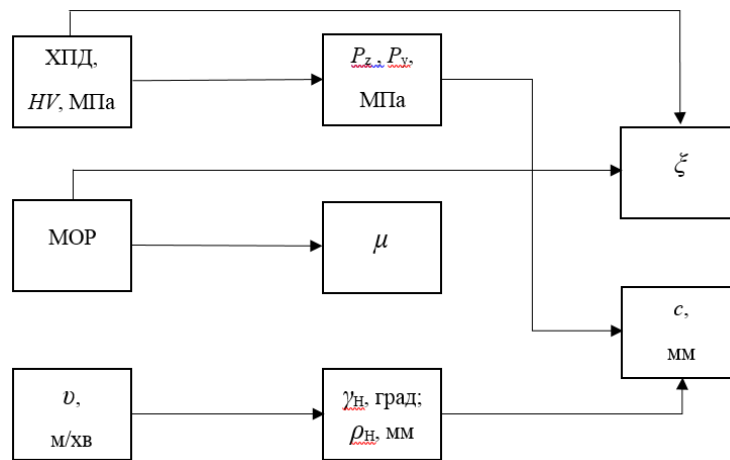 ХПД,
HV, МПа
Pz , Py,
МПа
ξ
МОР
μ
c,
мм
υ,
м/хв
γН, град;
ρН, мм